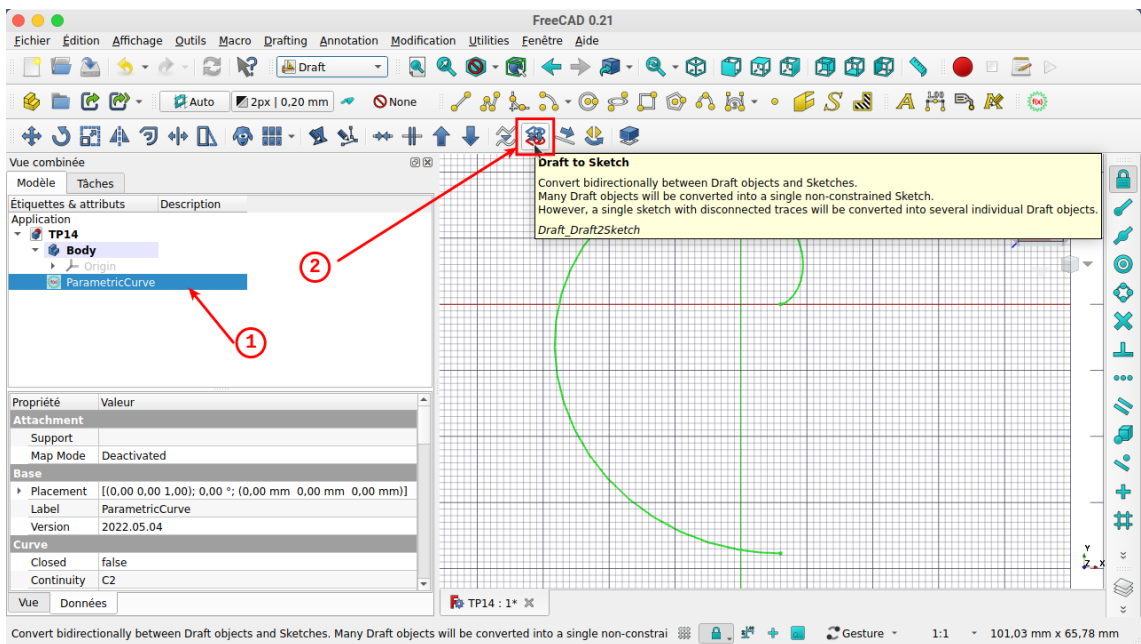 FreeCAD 0.21
Fichier Édition Affichage Outils Macro Drafting Annotation Modification Utilities Fenêtre Aide
Draft
Auto 2px | 0,20 mm None
Vue combinée
Modèle Tâches
Étiquettes & attributs Description
Application
TP14
Body
Origin
ParametricCurve
1
2
Draft to Sketch
Convert bidirectionally between Draft objects and Sketches.
Many Draft objects will be converted into a single non-constrained Sketch.
However, a single sketch with disconnected traces will be converted into several individual Draft objects.
Draft_Draft2Sketch
Propriété Valeur
Attachment
Support
Map Mode Deactivated
Base
Placement [(0,00 0,00 1,00); 0,00 °; (0,00 mm 0,00 mm 0,00 mm)]
Label ParametricCurve
Version 2022.05.04
Curve
Closed false
Continuity C2
Vue Données
Y
Z X
TP14 : 1*
Convert bidirectionally between Draft objects and Sketches. Many Draft objects will be converted into a single non-constrai Gesture 1:1 101,03 mm x 65,78 mm